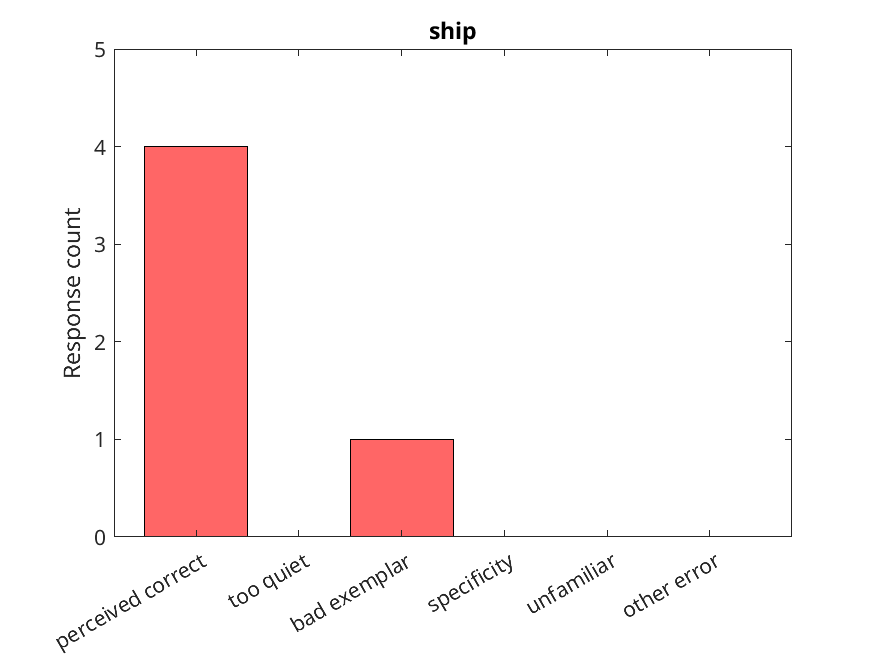 ship
Response count
5
4
3
2
1
0
perceived correct
too quiet
bad exemplar
specificity
unfamiliar
other error